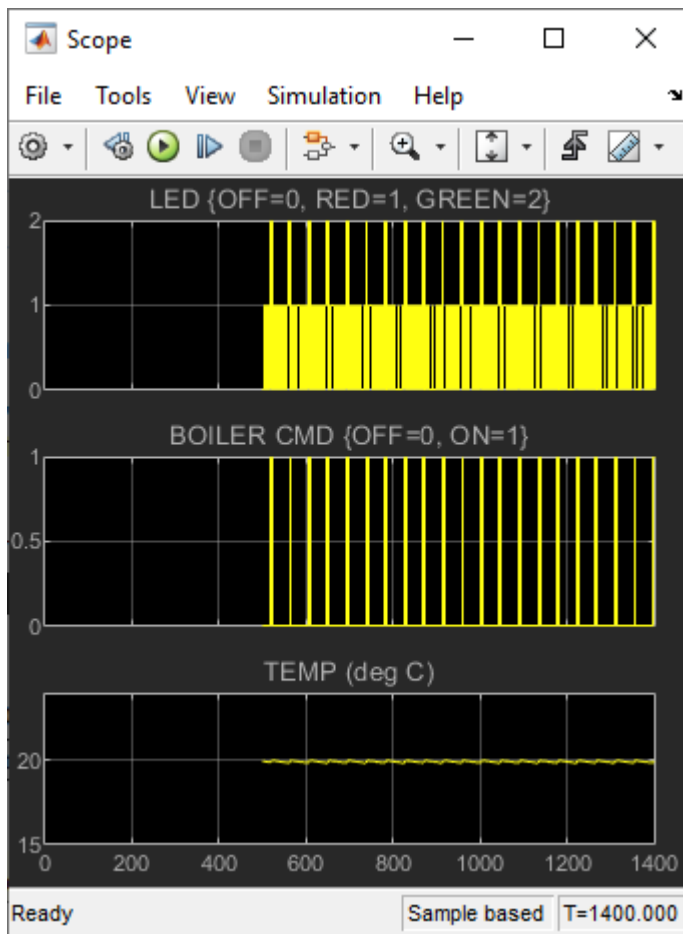 Scope
File Tools View Simulation Help
LED {OFF=0, RED=1, GREEN=2}
2
1
0
BOILER CMD {OFF=0, ON=1}
1
0.5
0
TEMP (deg C)
20
15
0 200 400 600 800 1000 1200 1400
Ready Sample based T=1400.000